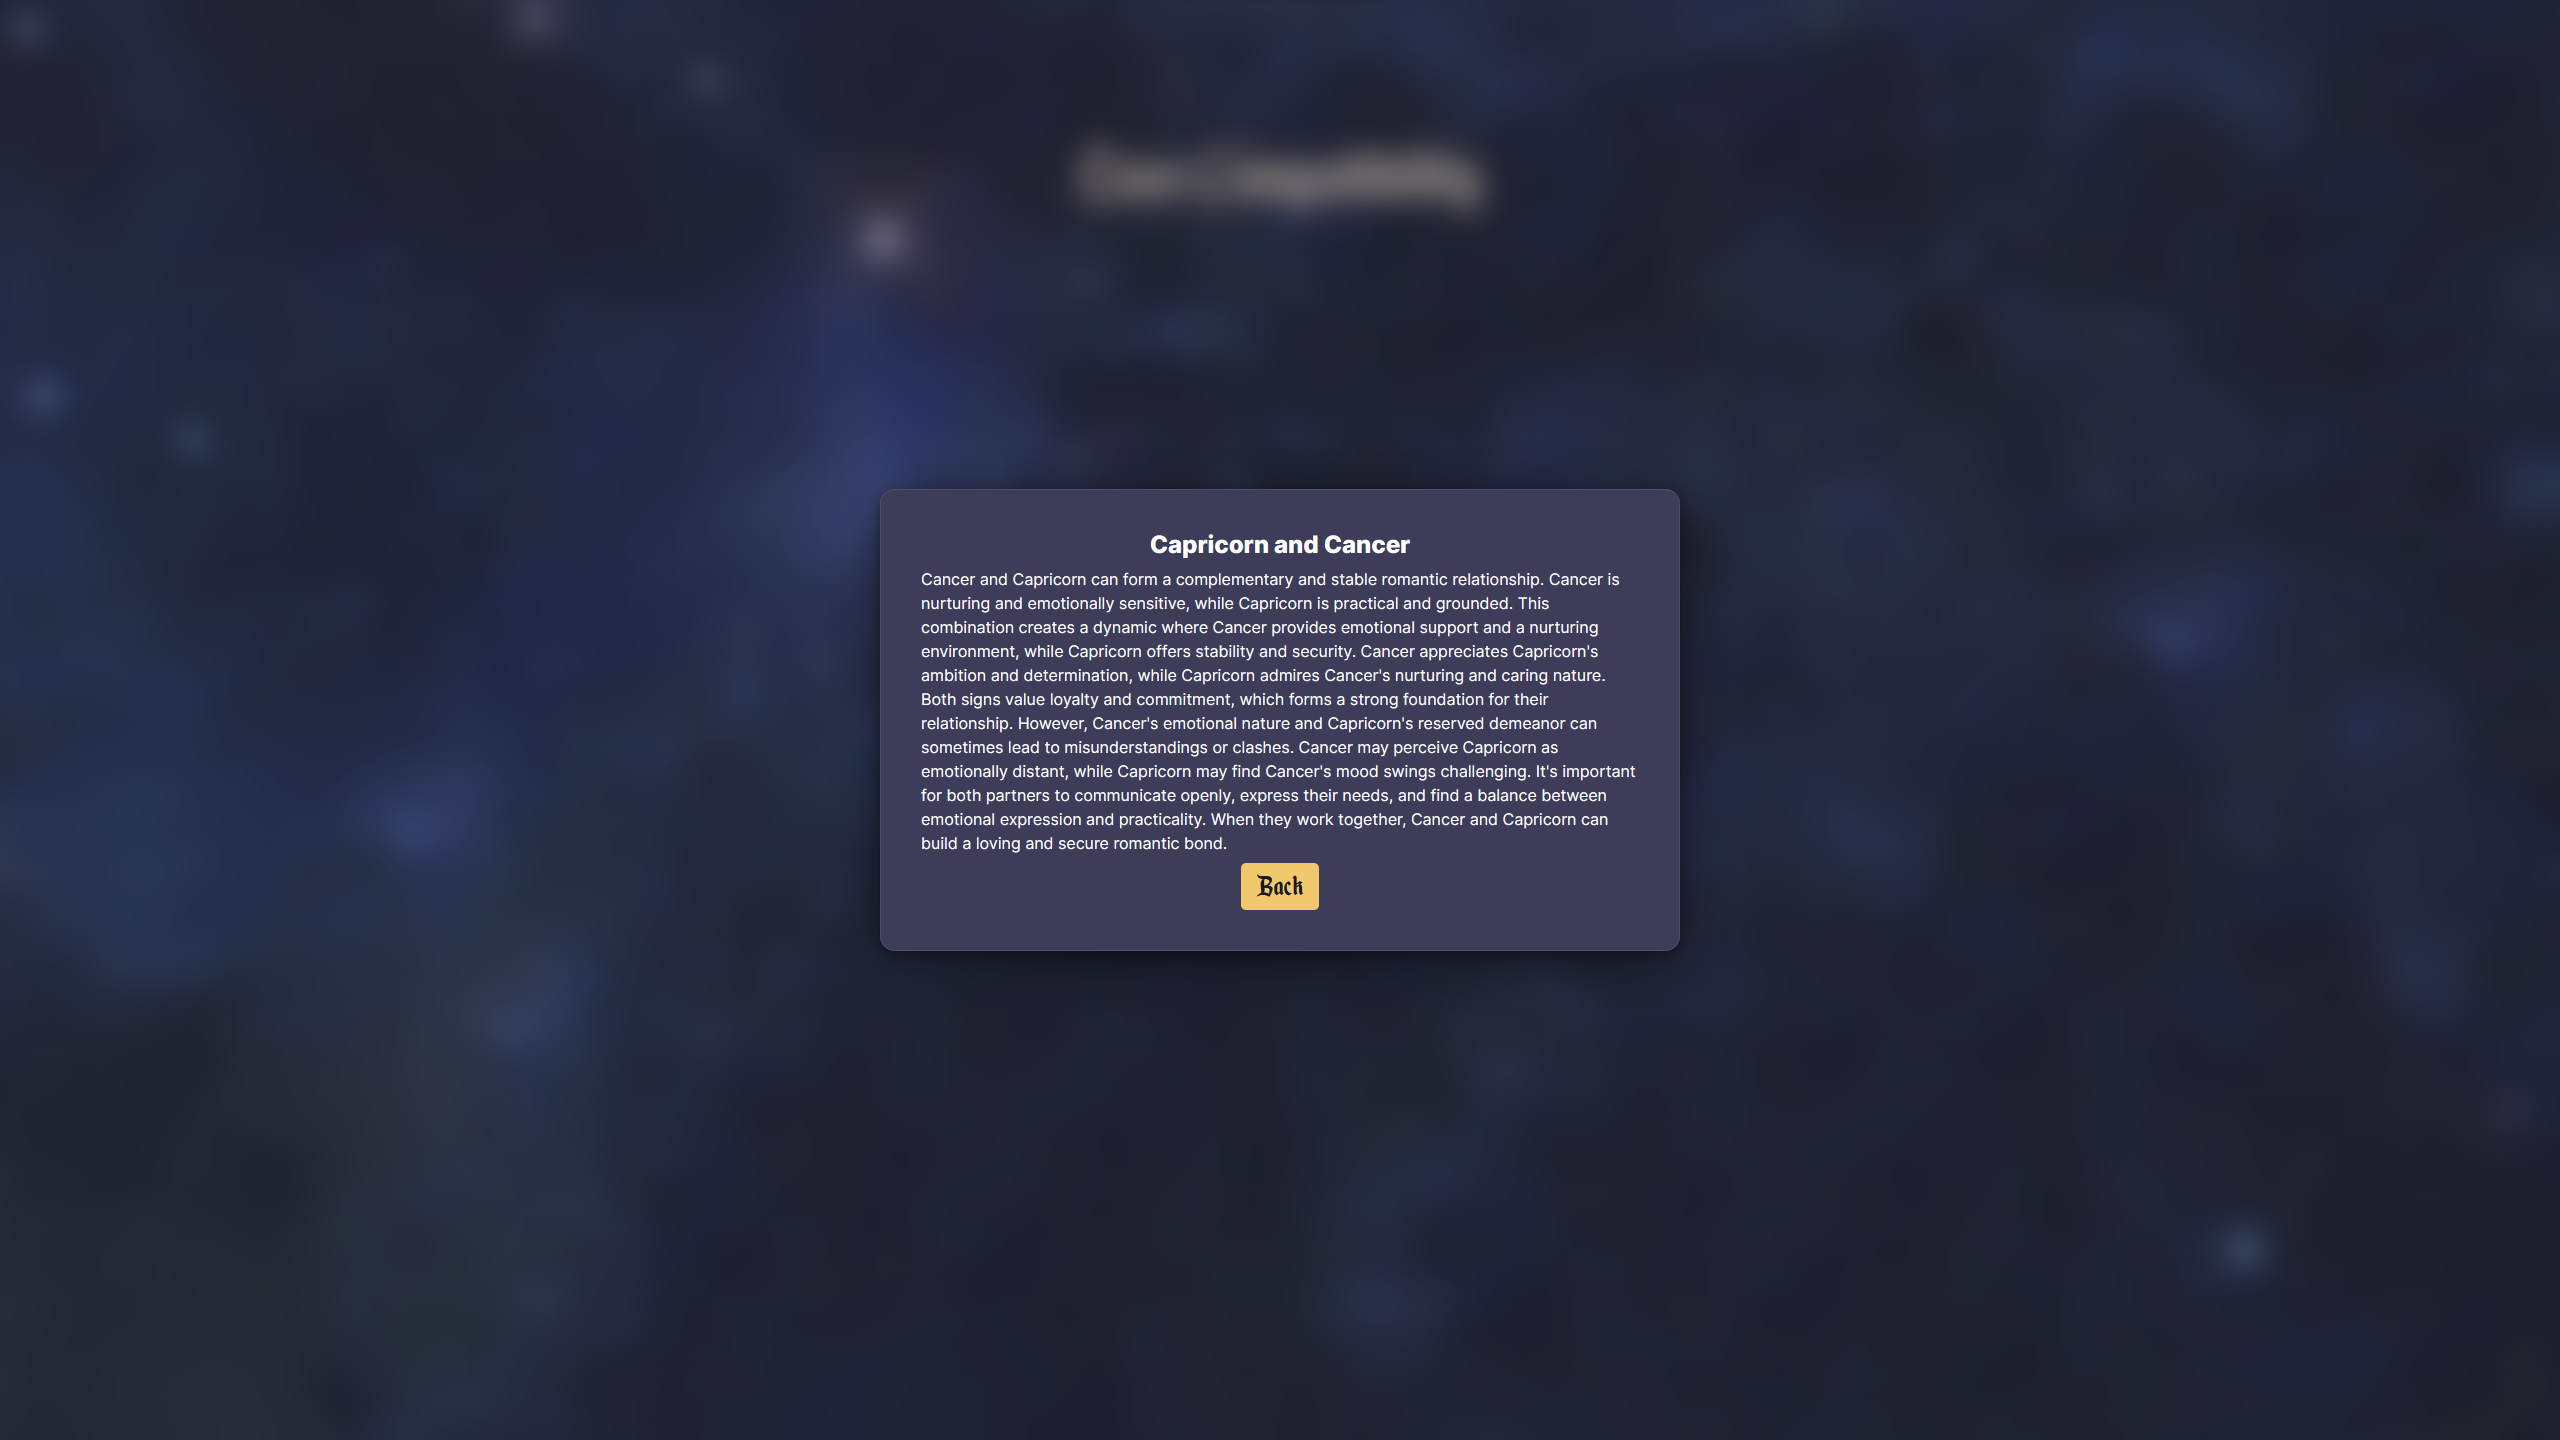 Capricorn and Cancer
Cancer and Capricorn can form a complementary and stable romantic relationship. Cancer is
nurturing and emotionally sensitive, while Capricorn is practical and grounded. This
combination creates a dynamic where Cancer provides emotional support and a nurturing
environment, while Capricorn offers stability and security. Cancer appreciates Capricorn's
ambition and determination, while Capricorn admires Cancer's nurturing and caring nature.
Both signs value loyalty and commitment, which forms a strong foundation for their
relationship. However, Cancer's emotional nature and Capricorn's reserved demeanor can
sometimes lead to misunderstandings or clashes. Cancer may perceive Capricorn as
emotionally distant, while Capricorn may find Cancer's mood swings challenging. It's important
for both partners to communicate openly, express their needs, and find a balance between
emotional expression and practicality. When they work together, Cancer and Capricorn can
build a loving and secure romantic bond.
Back